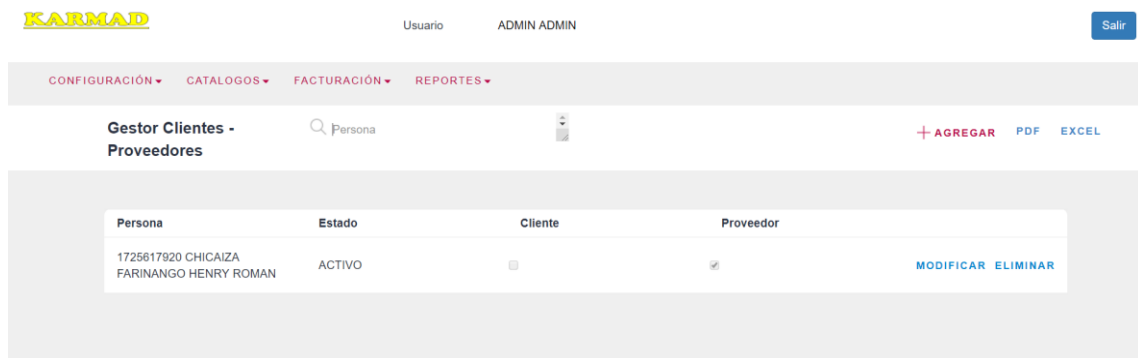 KARMAD
Usuario ADMIN ADMIN Salir
CONFIGURACIÓN CATALOGOS FACTURACIÓN REPORTES
Gestor Clientes - Persona AGREGAR PDF EXCEL
Proveedores
Persona Estado Cliente Proveedor
1725617920 CHICAIZA
FARINANGO HENRY ROMAN ACTIVO MODIFICAR ELIMINAR